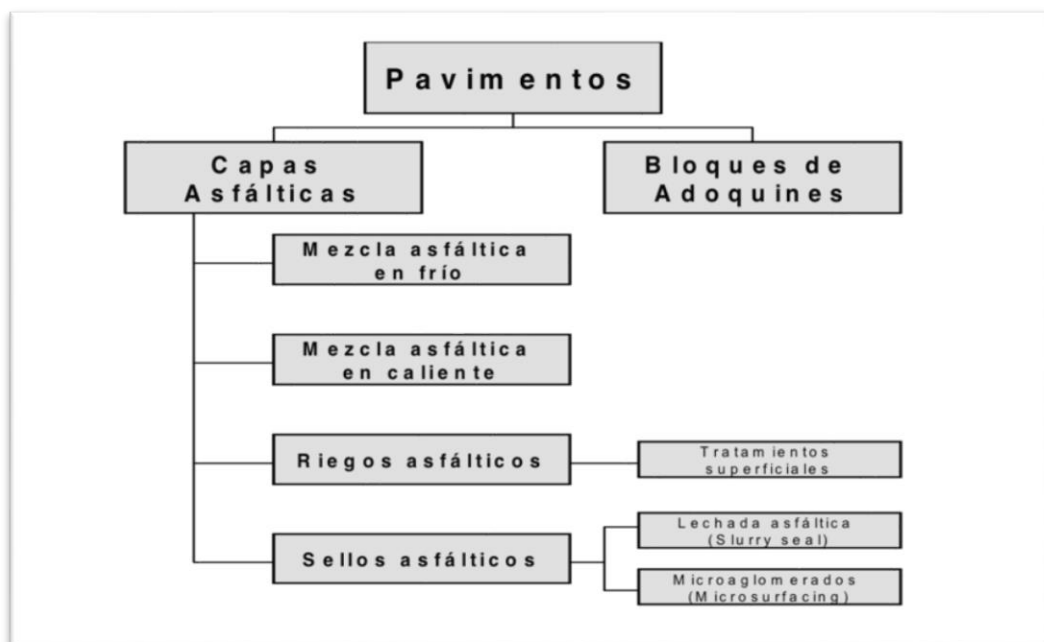 Pavimentos
Capas
Asfálticas
Bloques de
Adoquines
Mezcla asfáltica
en frío
Mezcla asfáltica
en caliente
Riegos asfálticos
Tratamientos
superficiales
Sellos asfálticos
Lechada asfáltica
(Slurry seal)
Microaglomerados
(Microsurfacing)